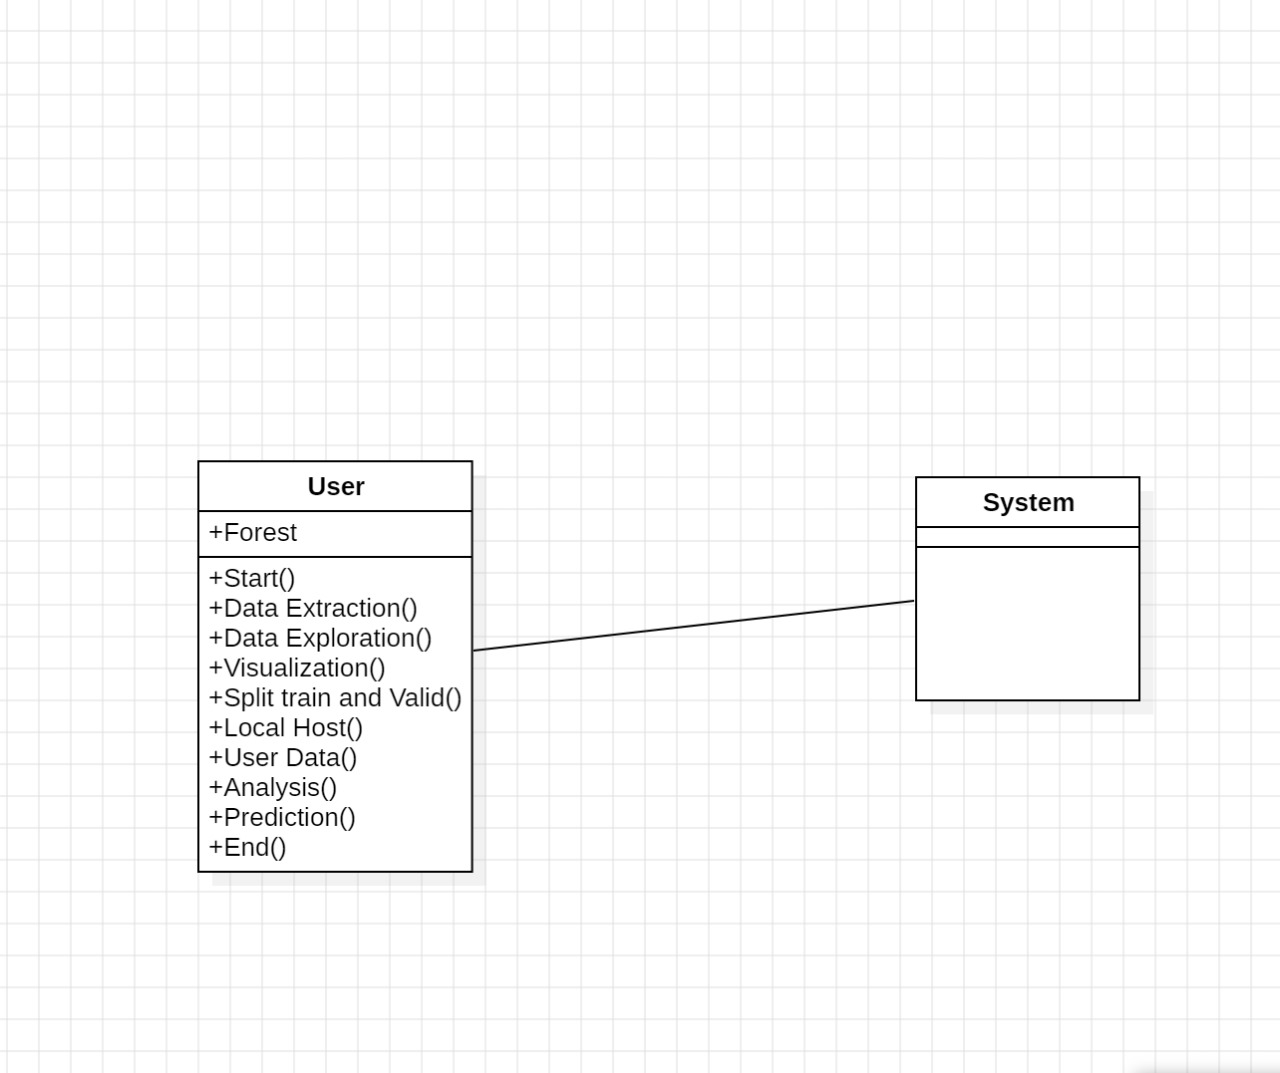 User
+Forest
+Start()
+Data Extraction()
+Data Exploration()
+Visualization()
+Split train and Valid()
+Local Host()
+User Data()
+Analysis()
+Prediction()
+End()
System